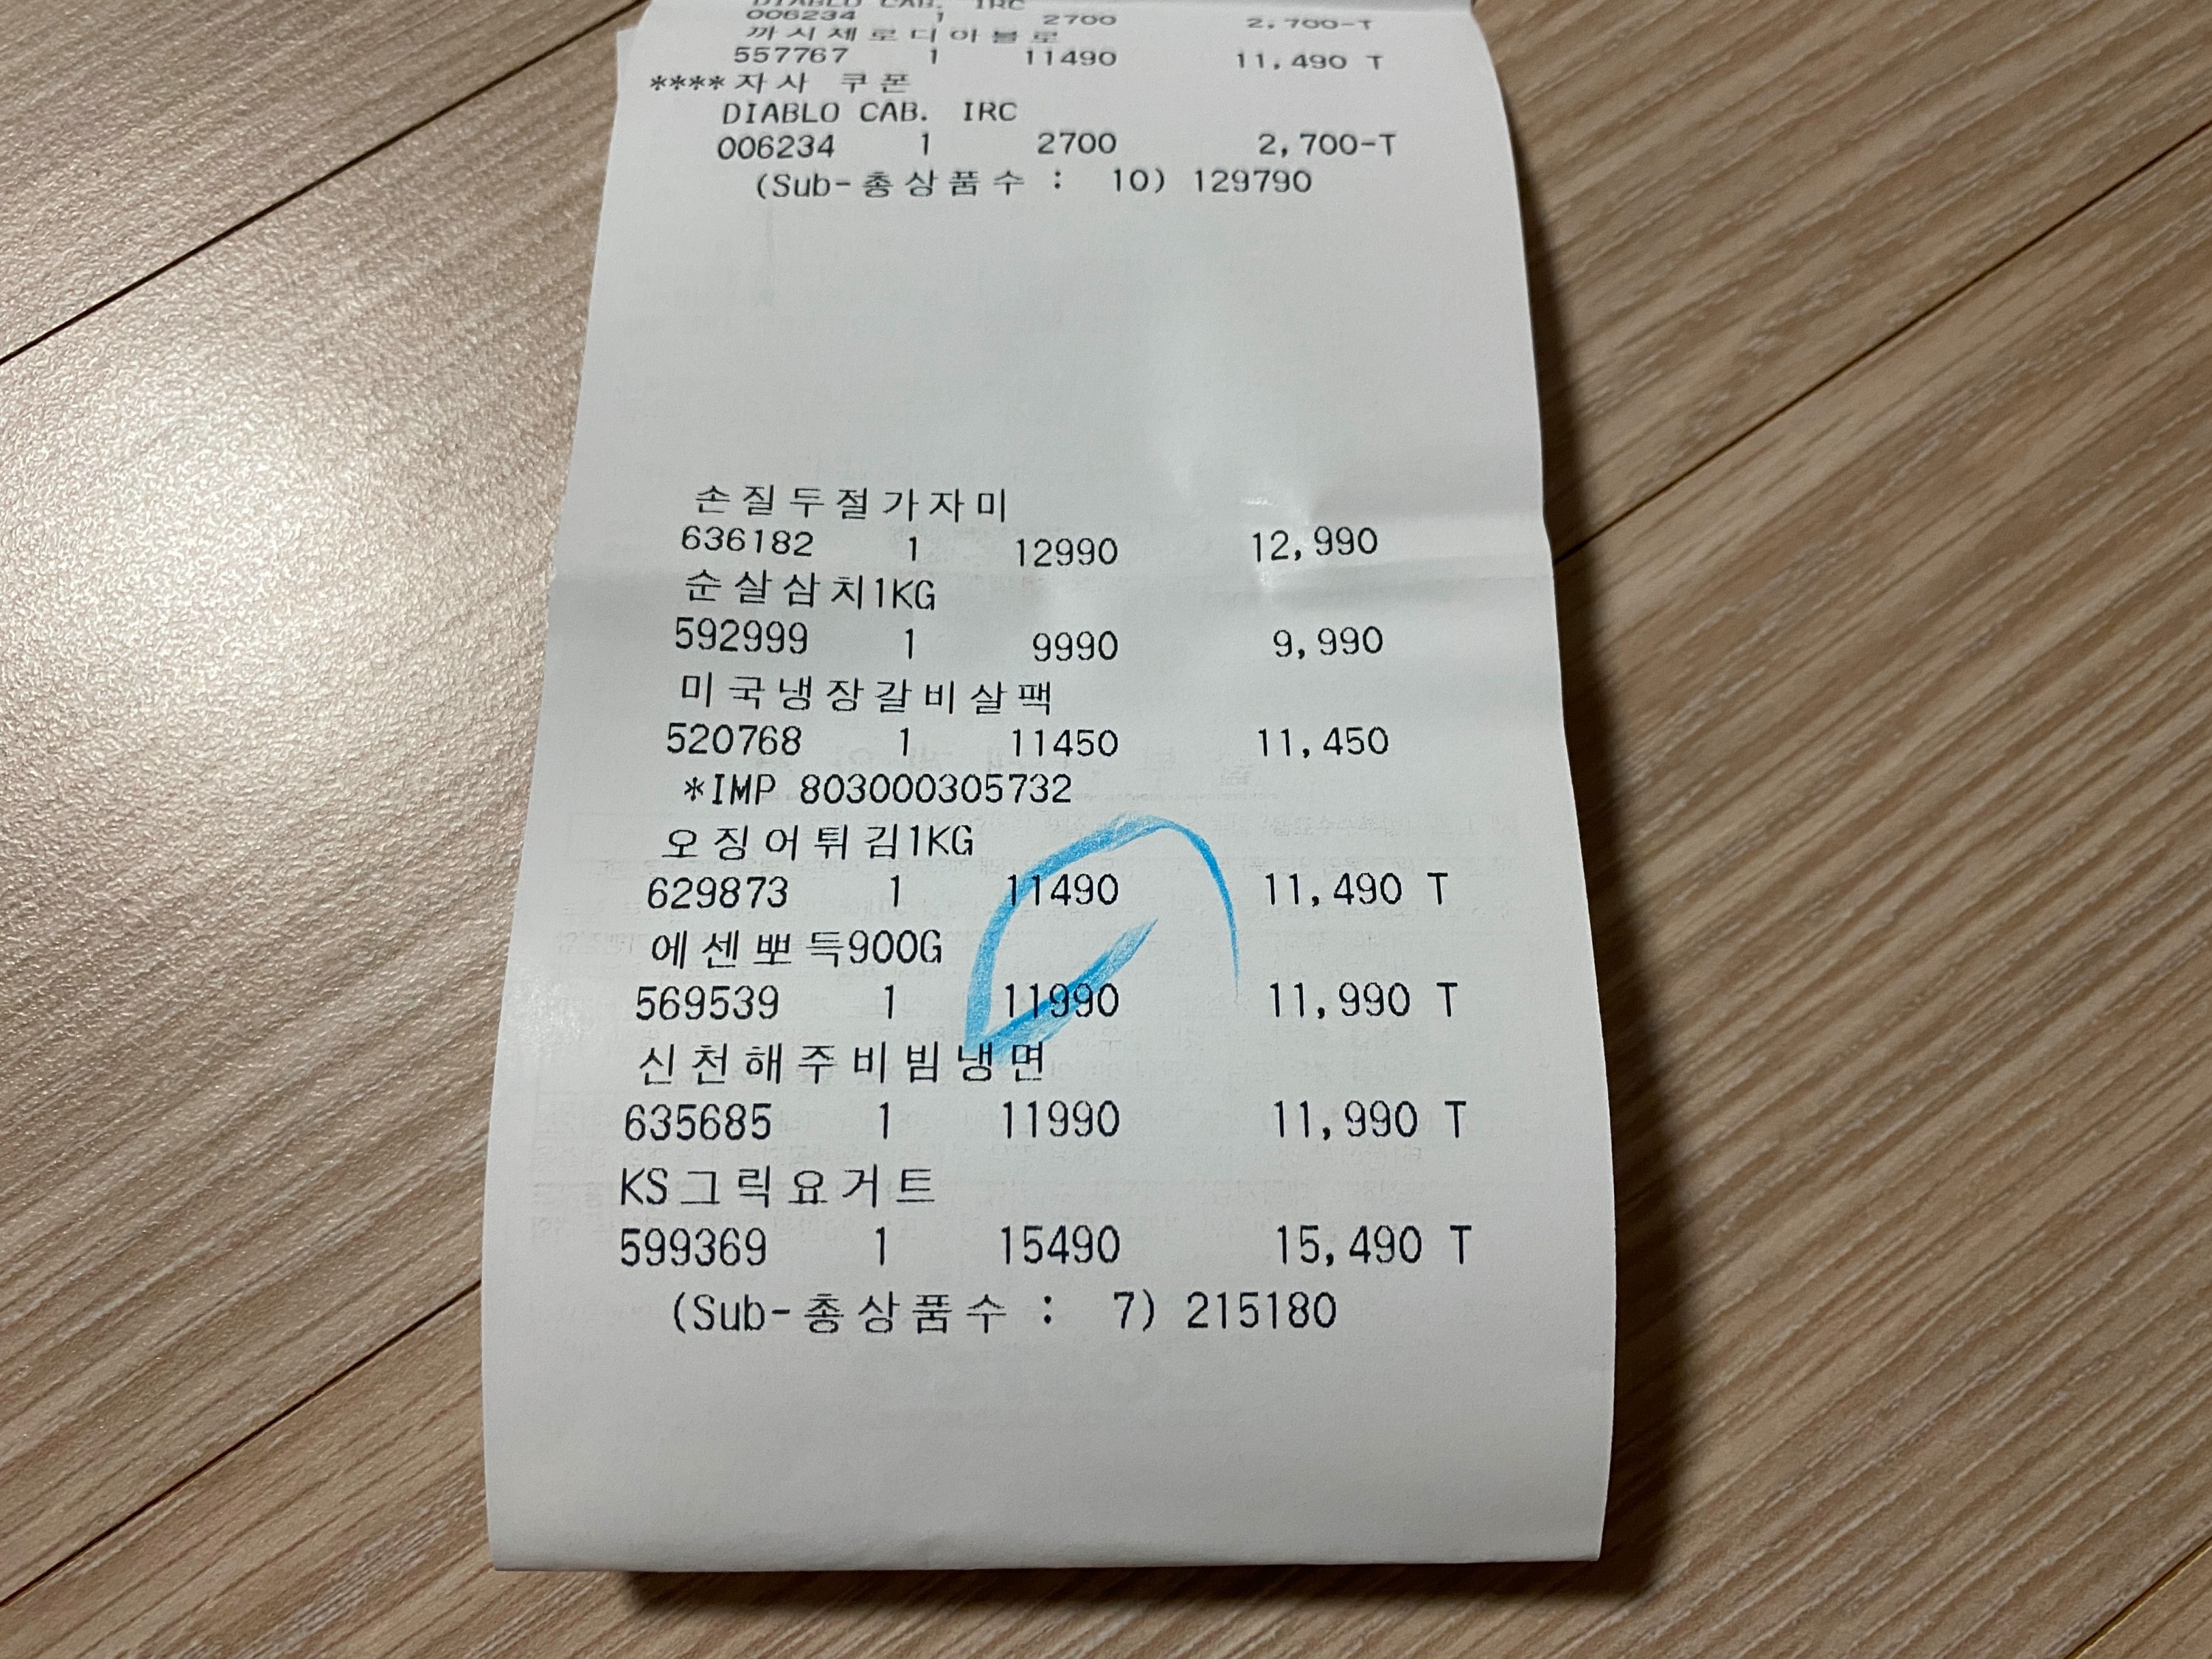 DIABLO CAB. IRC
006234 1 2700 2,700-T
까시제로디아블로
557767 1 11490 11,490 T
****자사 쿠폰
DIABLO CAB. IRC
006234 1 2700 2,700-T
(Sub-총상품수 : 10) 129790
손질두절가자미
636182 1 12990 12,990
순살삼치1KG
592999 1 9990 9,990
미국냉장갈비살팩
520768 1 11450 11,450
*IMP 803000305732
오징어튀김1KG
629873 1 11490 11,490 T
에센뽀득900G
569539 1 11990 11,990 T
신천해주비빔냉면
635685 1 11990 11,990 T
KS그릭요거트
599369 1 15490 15,490 T
(Sub-총상품수 : 7) 215180